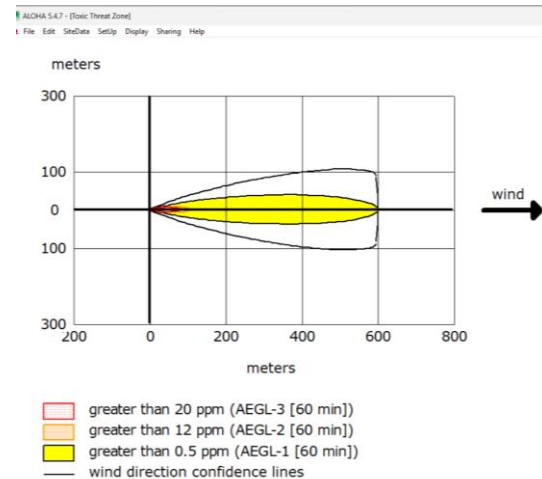 ALOHA 5.4.7 - [Toxic Threat Zone]
File Edit SiteData SetUp Display Sharing Help
meters
300
100
0
100
300
wind
200 0 200 400 600 800
meters
greater than 20 ppm (AEGL-3 [60 min])
greater than 12 ppm (AEGL-2 [60 min])
greater than 0.5 ppm (AEGL-1 [60 min])
wind direction confidence lines